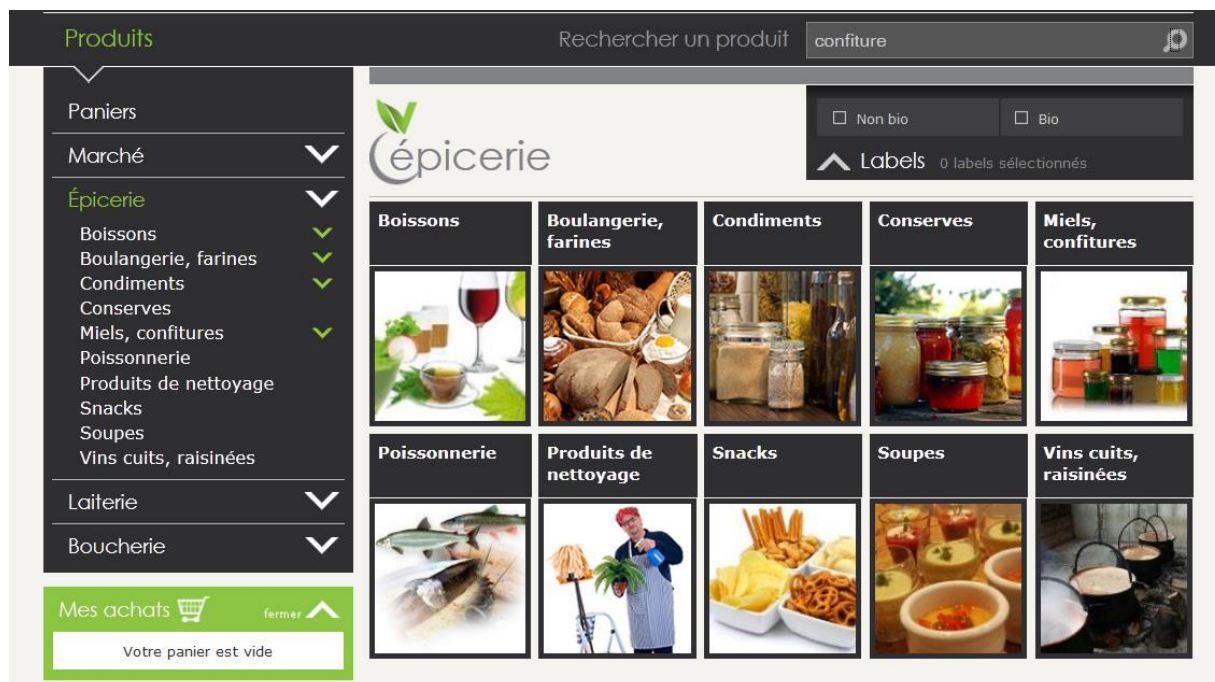 Produits
Rechercher un produit
confiture
Paniers
Marché
Épicerie
Boissons
Boulangerie, farines
Condiments
Conserves
Miels, confitures
Poissonnerie
Produits de nettoyage
Snacks
Soupes
Vins cuits, raisinées
Laiterie
Boucherie
Mes achats
fermer
Votre panier est vide
épicerie
Non bio
Bio
Labels 0 labels sélectionnés
Boissons
Boulangerie,
farines
Condiments
Conserves
Miels,
confitures
Poissonnerie
Produits de
nettoyage
Snacks
Soupes
Vins cuits,
raisinées